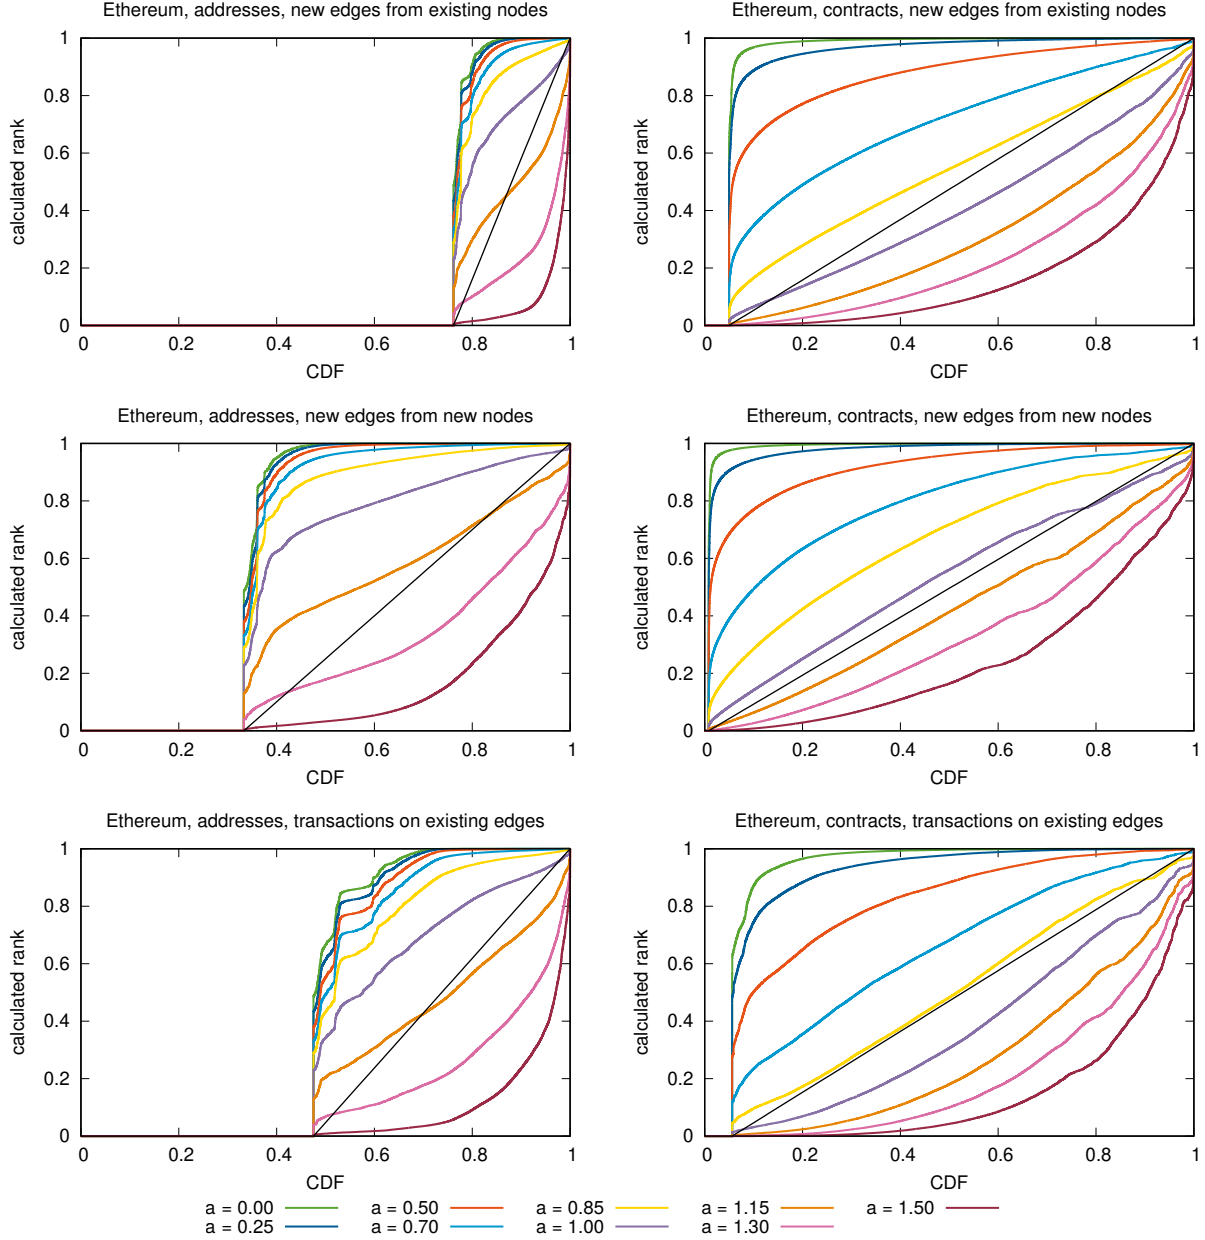 Ethereum, addresses, new edges from existing nodes
calculated rank
1
0.8
0.6
0.4
0.2
0
0 0.2 0.4 0.6 0.8 1
CDF
Ethereum, contracts, new edges from existing nodes
calculated rank
1
0.8
0.6
0.4
0.2
0
0 0.2 0.4 0.6 0.8 1
CDF
Ethereum, addresses, new edges from new nodes
calculated rank
1
0.8
0.6
0.4
0.2
0
0 0.2 0.4 0.6 0.8 1
CDF
Ethereum, contracts, new edges from new nodes
calculated rank
1
0.8
0.6
0.4
0.2
0
0 0.2 0.4 0.6 0.8 1
CDF
Ethereum, addresses, transactions on existing edges
calculated rank
1
0.8
0.6
0.4
0.2
0
0 0.2 0.4 0.6 0.8 1
CDF
Ethereum, contracts, transactions on existing edges
calculated rank
1
0.8
0.6
0.4
0.2
0
0 0.2 0.4 0.6 0.8 1
CDF
a = 0.00 a = 0.50 a = 0.85 a = 1.15 a = 1.50
a = 0.25 a = 0.70 a = 1.00 a = 1.30